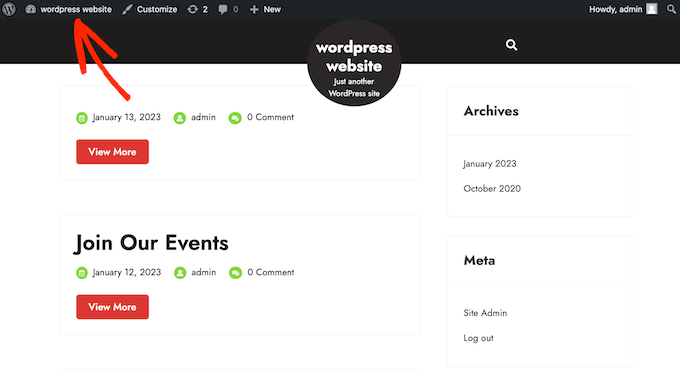 wordpress website Customize 2 0 New Howdy, admin
wordpress
website
Just another
WordPress site
January 13, 2023 admin 0 Comment
View More
Join Our Events
January 12, 2023 admin 0 Comment
View More
Archives
January 2023
October 2020
Meta
Site Admin
Log out